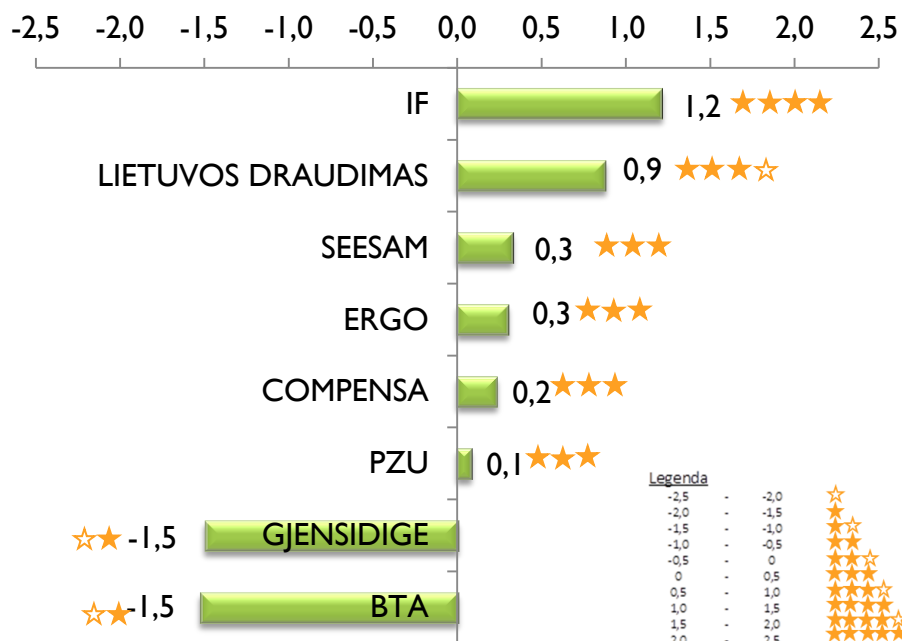 -2,5 -2,0 -1,5 -1,0 -0,5 0,0 0,5 1,0 1,5 2,0 2,5
IF 1,2 ★★★★
LIETUVOS DRAUDIMAS 0,9 ★★★☆
SEESAM 0,3 ★★★
ERGO 0,3 ★★★
COMPENSA 0,2 ★★★
PZU 0,1 ★★★
☆★ -1,5 GJENSIDIGE
☆★ -1,5 BTA
Legenda
-2,5 - -2,0 ☆
-2,0 - -1,5 ★
-1,5 - -1,0 ★☆
-1,0 - -0,5 ★★
-0,5 - 0 ★★☆
0 - 0,5 ★★★
0,5 - 1,0 ★★★☆
1,0 - 1,5 ★★★★
1,5 - 2,0 ★★★★☆
2,0 - 2,5 ★★★★★